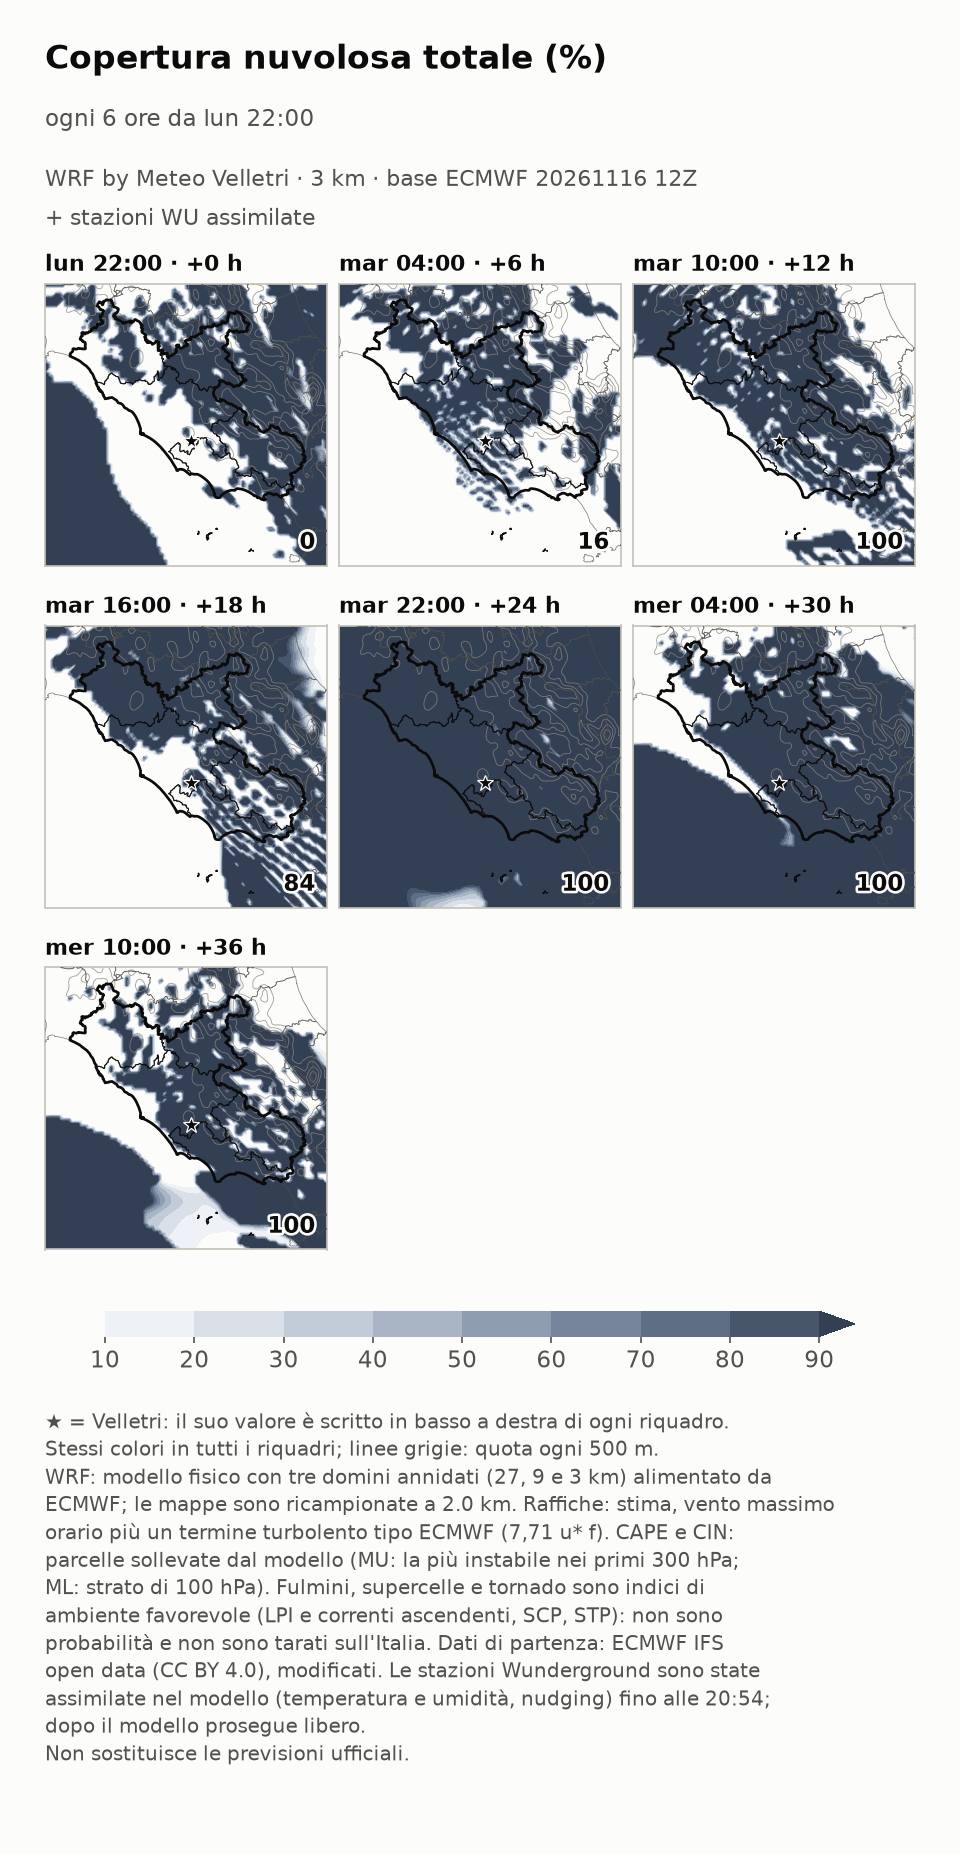 Copertura nuvolosa totale (%)
ogni 6 ore da lun 22:00
WRF by Meteo Velletri · 3 km · base ECMWF 20261116 12Z
+ stazioni WU assimilate
lun 22:00 · +0 h
mar 04:00 · +6 h
mar 10:00 · +12 h
0
16
100
mar 16:00 · +18 h
mar 22:00 · +24 h
mer 04:00 · +30 h
84
100
100
mer 10:00 · +36 h
100
10 20 30 40 50 60 70 80 90
★ = Velletri: il suo valore è scritto in basso a destra di ogni riquadro.
Stessi colori in tutti i riquadri; linee grigie: quota ogni 500 m.
WRF: modello fisico con tre domini annidati (27, 9 e 3 km) alimentato da
ECMWF; le mappe sono ricampionate a 2.0 km. Raffiche: stima, vento massimo
orario più un termine turbolento tipo ECMWF (7,71 u* f). CAPE e CIN:
parcelle sollevate dal modello (MU: la più instabile nei primi 300 hPa;
ML: strato di 100 hPa). Fulmini, supercelle e tornado sono indici di
ambiente favorevole (LPI e correnti ascendenti, SCP, STP): non sono
probabilità e non sono tarati sull'Italia. Dati di partenza: ECMWF IFS
open data (CC BY 4.0), modificati. Le stazioni Wunderground sono state
assimilate nel modello (temperatura e umidità, nudging) fino alle 20:54;
dopo il modello prosegue libero.
Non sostituisce le previsioni ufficiali.